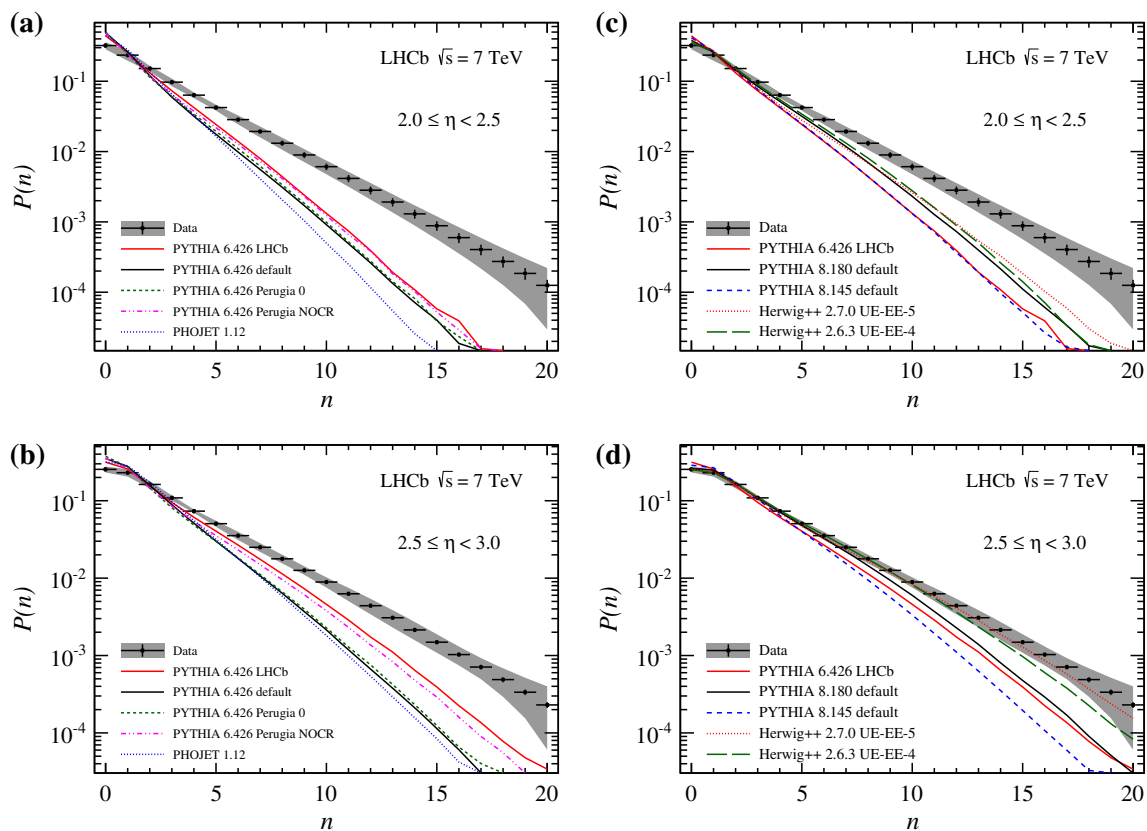 (a)
LHCb √s = 7 TeV
2.0 ≤ η < 2.5
P(n)
10⁻¹
10⁻²
10⁻³
10⁻⁴
Data
PYTHIA 6.426 LHCb
PYTHIA 6.426 default
PYTHIA 6.426 Perugia 0
PYTHIA 6.426 Perugia NOCR
PHOJET 1.12
0 5 10 15 20
n
(c)
LHCb √s = 7 TeV
2.0 ≤ η < 2.5
P(n)
10⁻¹
10⁻²
10⁻³
10⁻⁴
Data
PYTHIA 6.426 LHCb
PYTHIA 8.180 default
PYTHIA 8.145 default
Herwig++ 2.7.0 UE-EE-5
Herwig++ 2.6.3 UE-EE-4
0 5 10 15 20
n
(b)
LHCb √s = 7 TeV
2.5 ≤ η < 3.0
P(n)
10⁻¹
10⁻²
10⁻³
10⁻⁴
Data
PYTHIA 6.426 LHCb
PYTHIA 6.426 default
PYTHIA 6.426 Perugia 0
PYTHIA 6.426 Perugia NOCR
PHOJET 1.12
0 5 10 15 20
n
(d)
LHCb √s = 7 TeV
2.5 ≤ η < 3.0
P(n)
10⁻¹
10⁻²
10⁻³
10⁻⁴
Data
PYTHIA 6.426 LHCb
PYTHIA 8.180 default
PYTHIA 8.145 default
Herwig++ 2.7.0 UE-EE-5
Herwig++ 2.6.3 UE-EE-4
0 5 10 15 20
n